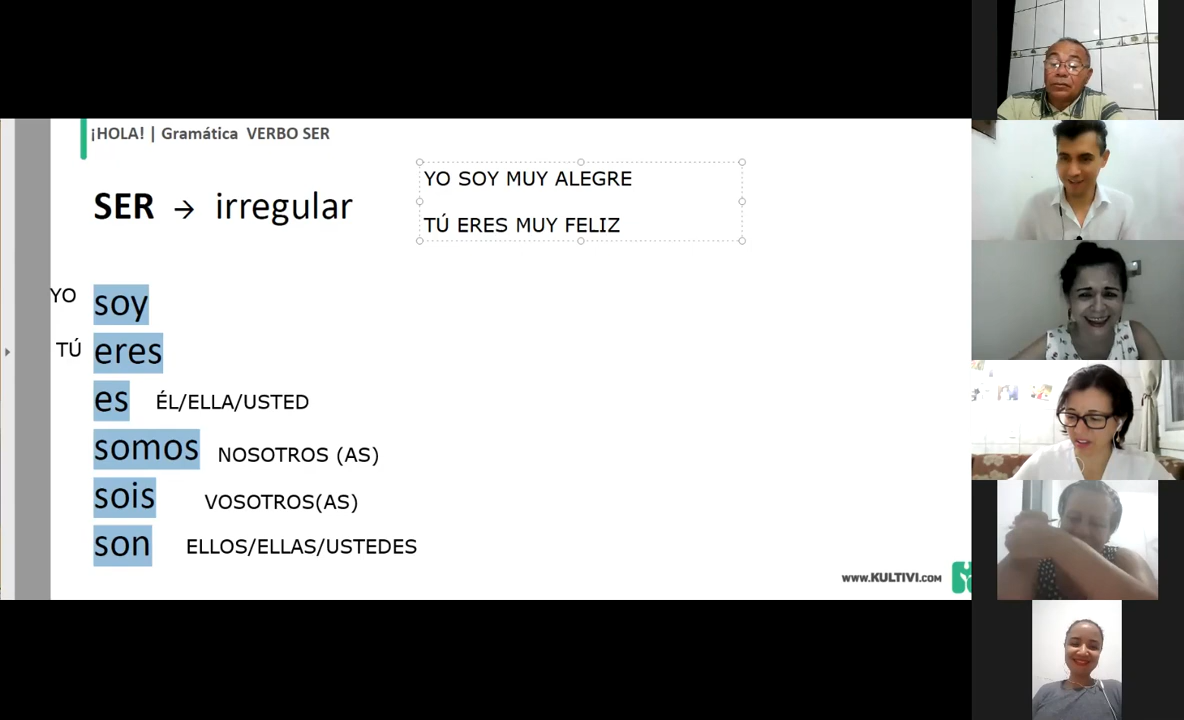 ¡HOLA! | Gramática VERBO SER
SER → irregular
YO SOY MUY ALEGRE
TÚ ERES MUY FELIZ
YO soy
TÚ eres
es ÉL/ELLA/USTED
somos NOSOTROS (AS)
sois VOSOTROS(AS)
son ELLOS/ELLAS/USTEDES
WWW.KULTIVI.COM